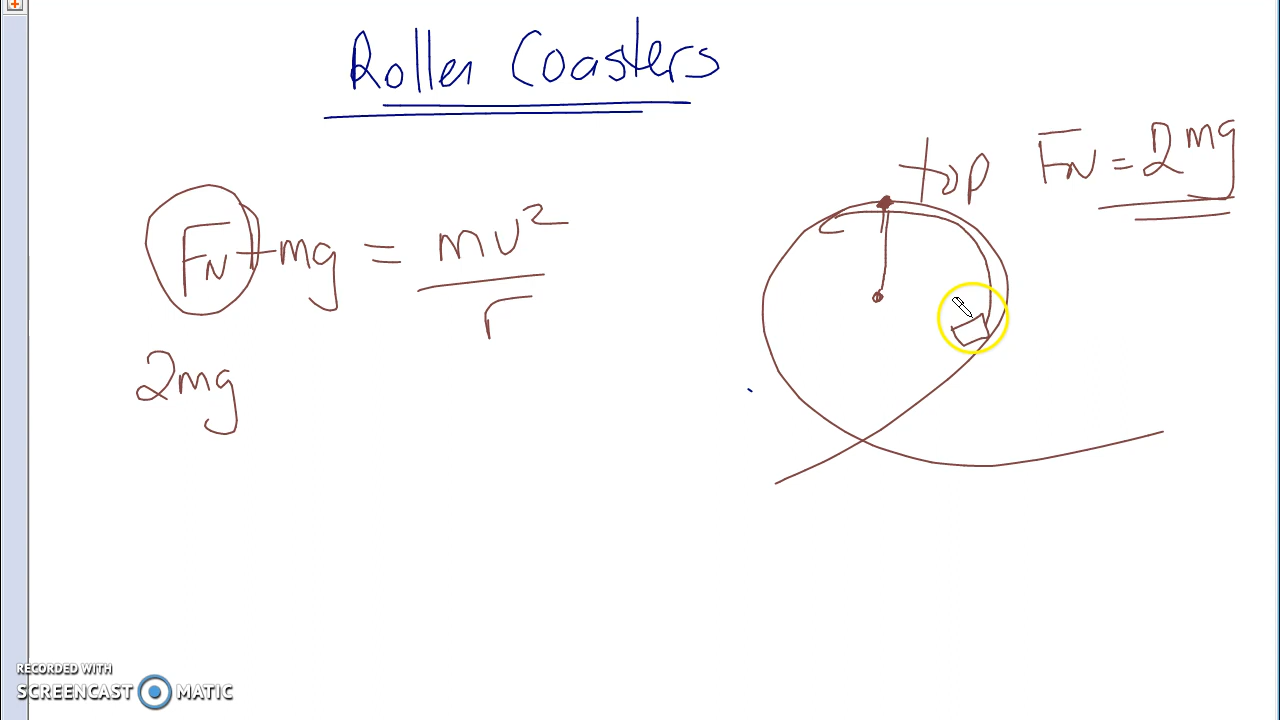 Roller Coasters
top FN = 2mg
FN + mg = mv²
r
2mg
RECORDED WITH
SCREENCAST MATIC